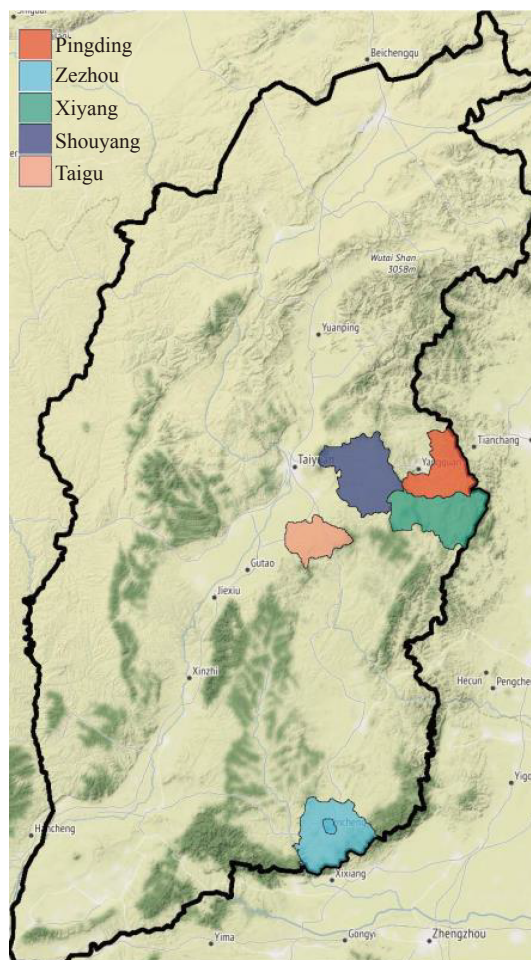 Pingding
Zezhou
Xiyang
Shouyang
Taigu
Beichengqu
Wutai Shan
3058m
Yuanping
Tianchang
Gutao
Jiexiu
Xinzhi
Hecun
Pengche
Yigo
Hancheng
Xixiang
Yima
Gongyi
Zhengzhou